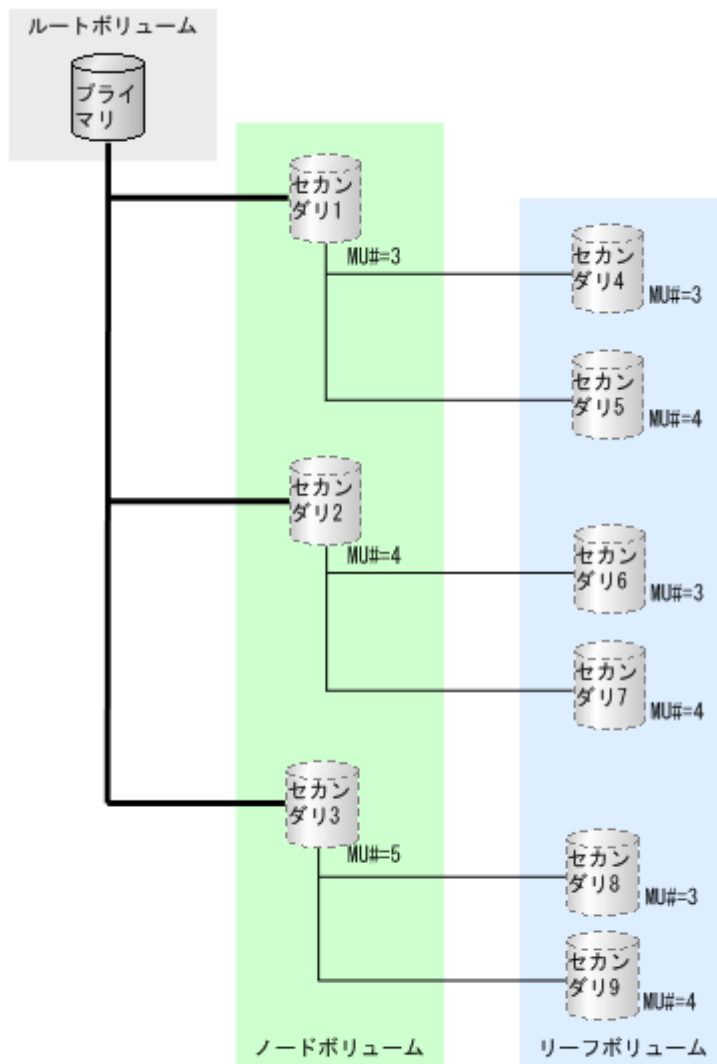 ルートボリューム
プライ
マリ
セカン
ダリ1
MU#=3
セカン
ダリ4
MU#=3
セカン
ダリ5
MU#=4
セカン
ダリ2
MU#=4
セカン
ダリ6
MU#=3
セカン
ダリ7
MU#=4
セカン
ダリ3
MU#=5
セカン
ダリ8
MU#=3
セカン
ダリ9
MU#=4
ノードボリューム
リーフボリューム